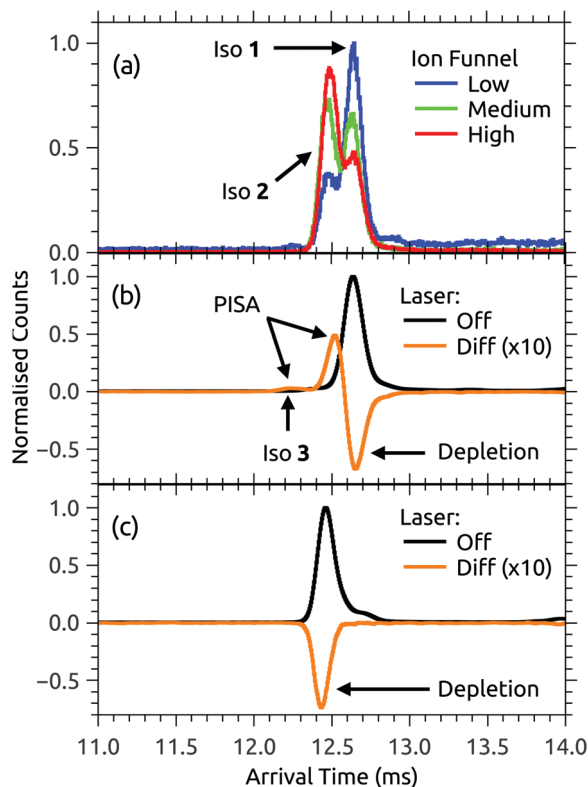 1.0
0.5
0.0
(a)
Iso 1
Iso 2
Ion Funnel
Low
Medium
High
Normalised Counts
1.0
0.5
0.0
−0.5
(b)
PISA
Iso 3
Laser:
Off
Diff (x10)
Depletion
1.0
0.5
0.0
−0.5
(c)
Laser:
Off
Diff (x10)
Depletion
11.0 11.5 12.0 12.5 13.0 13.5 14.0
Arrival Time (ms)